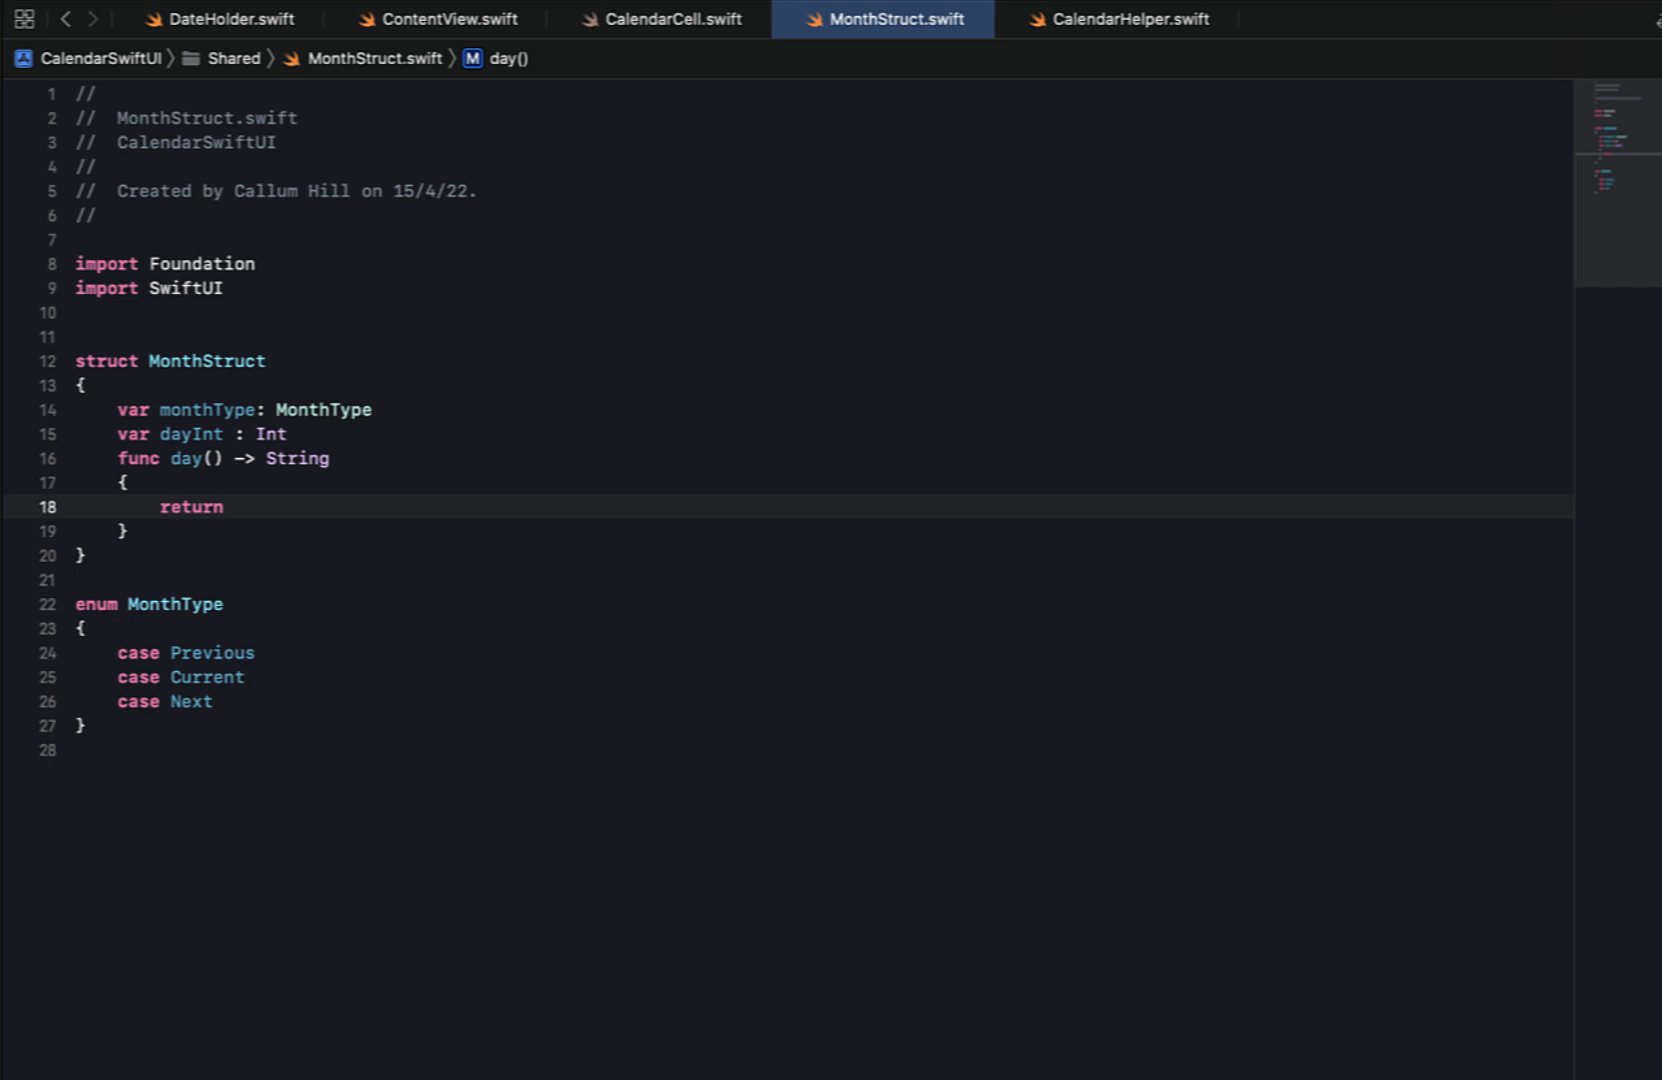 DateHolder.swift ContentView.swift CalendarCell.swift MonthStruct.swift CalendarHelper.swift
CalendarSwiftUI Shared MonthStruct.swift M day()
1 //
2 //  MonthStruct.swift
3 //  CalendarSwiftUI
4 //
5 //  Created by Callum Hill on 15/4/22.
6 //
7
8 import Foundation
9 import SwiftUI
10
11
12 struct MonthStruct
13 {
14     var monthType: MonthType
15     var dayInt : Int
16     func day() -> String
17     {
18         return
19     }
20 }
21
22 enum MonthType
23 {
24     case Previous
25     case Current
26     case Next
27 }
28